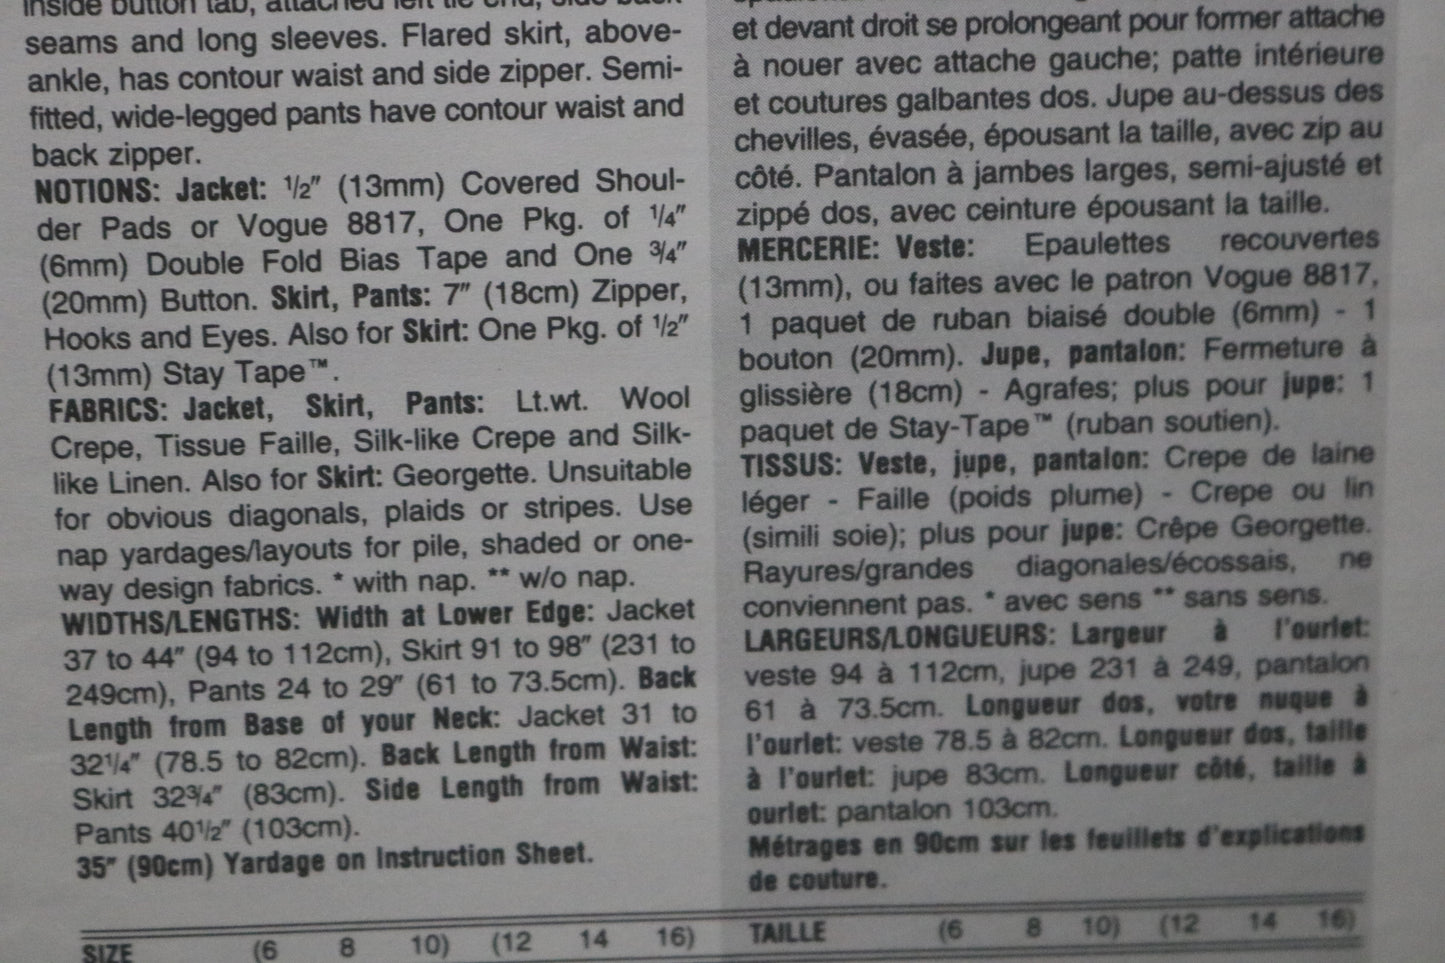 inside button tab, attached left tie end, side back
seams and long sleeves. Flared skirt, above-
ankle, has contour waist and side zipper. Semi-
fitted, wide-legged pants have contour waist and
back zipper.
NOTIONS: Jacket: 1/2" (13mm) Covered Shoul-
der Pads or Vogue 8817, One Pkg. of 1/4"
(6mm) Double Fold Bias Tape and One 3/4"
(20mm) Button. Skirt, Pants: 7" (18cm) Zipper,
Hooks and Eyes. Also for Skirt: One Pkg. of 1/2"
(13mm) Stay Tape™.
FABRICS: Jacket, Skirt, Pants: Lt.wt. Wool
Crepe, Tissue Faille, Silk-like Crepe and Silk-
like Linen. Also for Skirt: Georgette. Unsuitable
for obvious diagonals, plaids or stripes. Use
nap yardages/layouts for pile, shaded or one-
way design fabrics. * with nap. ** w/o nap.
WIDTHS/LENGTHS: Width at Lower Edge: Jacket
37 to 44" (94 to 112cm), Skirt 91 to 98" (231 to
249cm), Pants 24 to 29" (61 to 73.5cm). Back
Length from Base of your Neck: Jacket 31 to
321/4" (78.5 to 82cm). Back Length from Waist:
Skirt 323/4" (83cm). Side Length from Waist:
Pants 401/2" (103cm).
35" (90cm) Yardage on Instruction Sheet.
SIZE (6 8 10) (12 14 16)
et devant droit se prolongeant pour former attache
à nouer avec attache gauche; patte intérieure
et coutures galbantes dos. Jupe au-dessus des
chevilles, évasée, épousant la taille, avec zip au
côté. Pantalon à jambes larges, semi-ajusté et
zippé dos, avec ceinture épousant la taille.
MERCERIE: Veste: Epaulettes recouvertes
(13mm), ou faites avec le patron Vogue 8817,
1 paquet de ruban biaisé double (6mm) - 1
bouton (20mm). Jupe, pantalon: Fermeture à
glissière (18cm) - Agrafes; plus pour jupe: 1
paquet de Stay-Tape™ (ruban soutien).
TISSUS: Veste, jupe, pantalon: Crepe de laine
léger - Faille (poids plume) - Crepe ou lin
(simili soie); plus pour jupe: Crêpe Georgette.
Rayures/grandes diagonales/écossais, ne
conviennent pas. * avec sens ** sans sens.
LARGEURS/LONGUEURS: Largeur à l'ourlet:
veste 94 à 112cm, jupe 231 à 249, pantalon
61 à 73.5cm. Longueur dos, votre nuque à
l'ourlet: veste 78.5 à 82cm. Longueur dos, taille
à l'ourlet: jupe 83cm. Longueur côté, taille à
ourlet: pantalon 103cm.
Métrages en 90cm sur les feuillets d'explications
de couture.
TAILLE (6 8 10) (12 14 16)